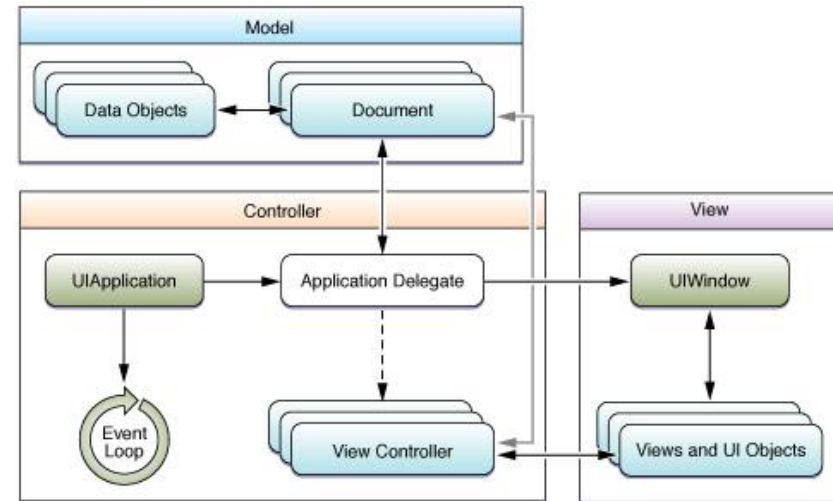 Model
Data Objects
Document
Controller
View
UIApplication
Application Delegate
UIWindow
Event
Loop
View Controller
Views and UI Objects